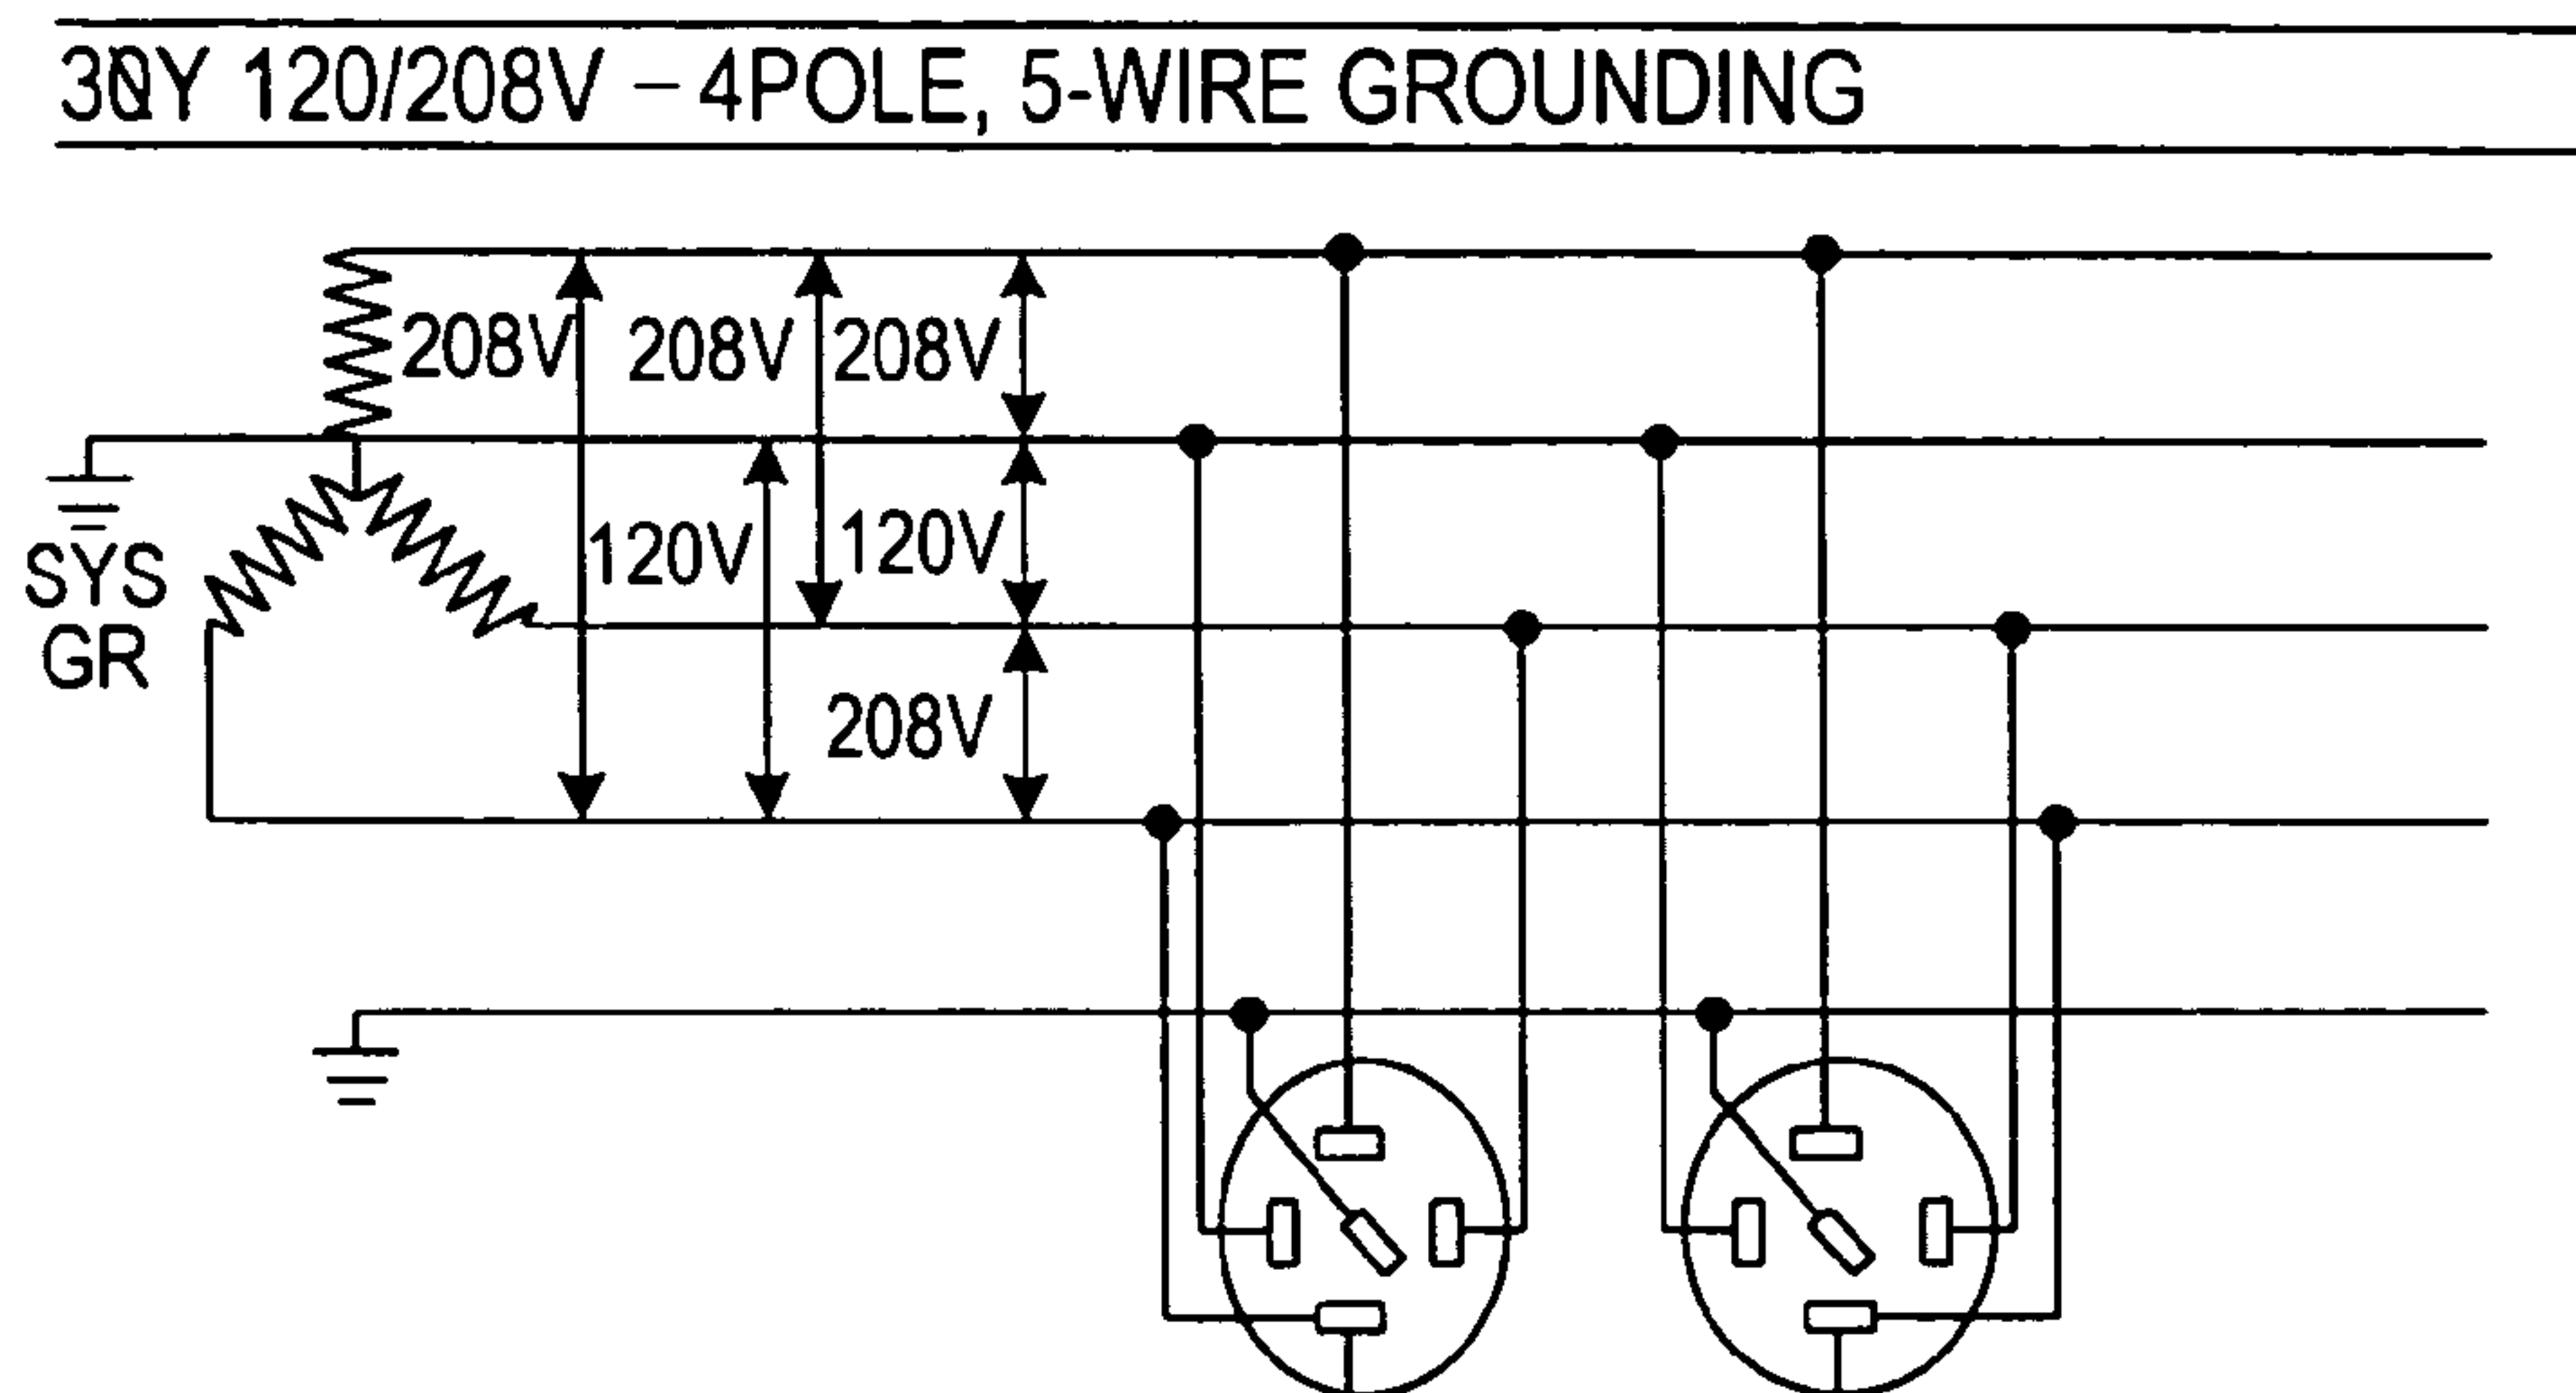 3ØY 120/208V – 4POLE, 5-WIRE GROUNDING
208V 208V 208V
120V 120V
SYS
GR
208V